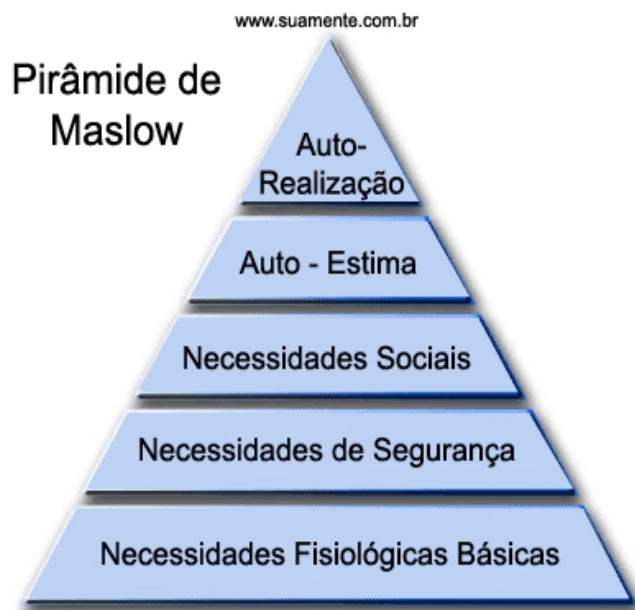 www.suamente.com.br
Pirâmide de
Maslow
Auto-
Realização
Auto - Estima
Necessidades Sociais
Necessidades de Segurança
Necessidades Fisiológicas Básicas